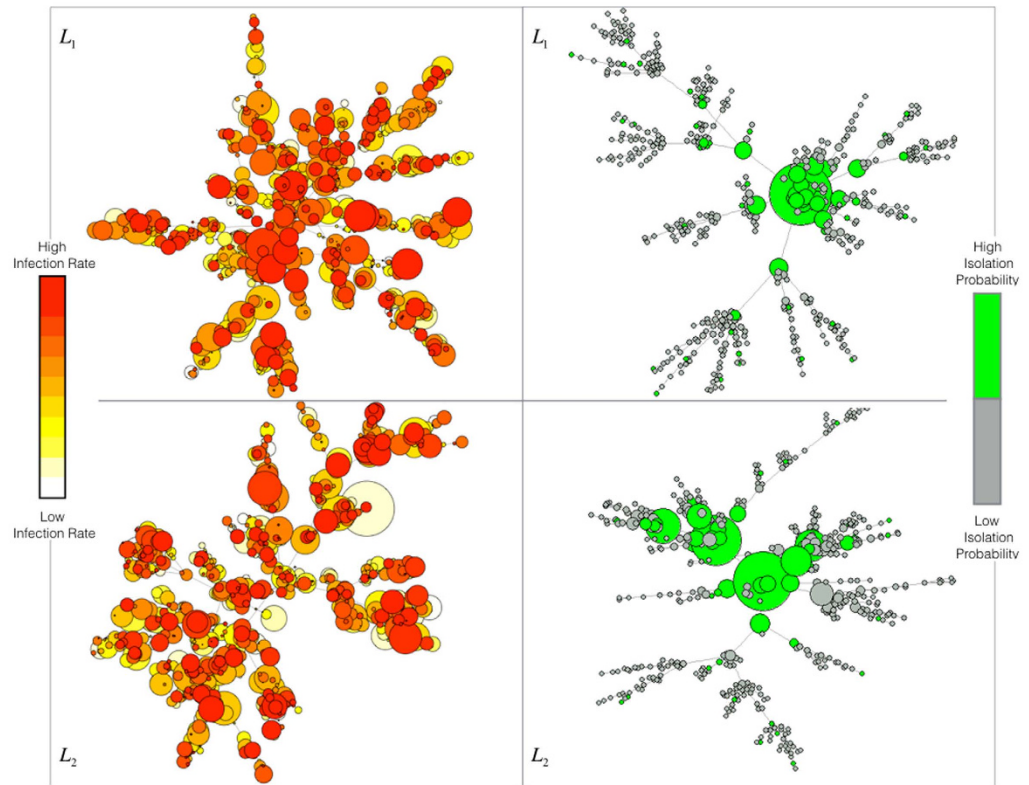 L1
L1
High
Infection Rate
Low
Infection Rate
High
Isolation
Probability
Low
Isolation
Probability
L2
L2